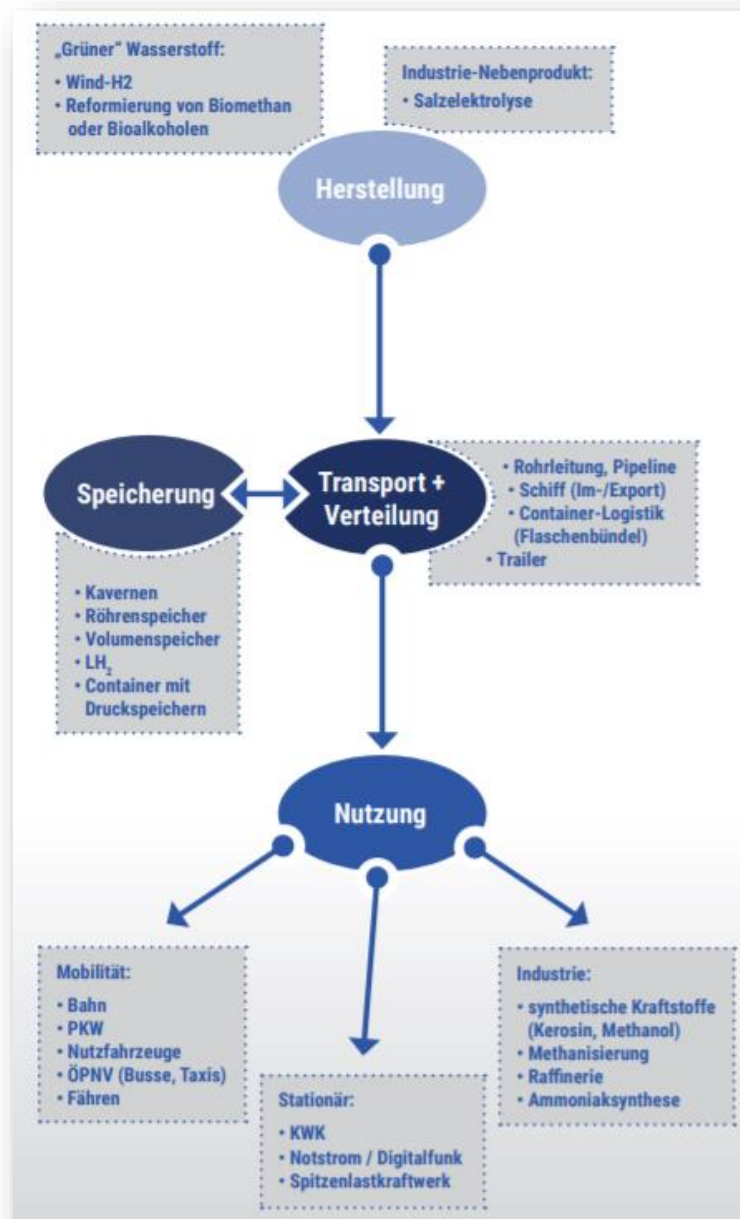 „Grüner“ Wasserstoff:
• Wind-H2
• Reformierung von Biomethan
oder Bioalkoholen
Industrie-Nebenprodukt:
• Salzelektrolyse
Herstellung
Speicherung
Transport +
Verteilung
• Rohrleitung, Pipeline
• Schiff (Im-/Export)
• Container-Logistik
(Flaschenbündel)
• Trailer
• Kavernen
• Röhrenspeicher
• Volumenspeicher
• LH₂
• Container mit
Druckspeichern
Nutzung
Mobilität:
• Bahn
• PKW
• Nutzfahrzeuge
• ÖPNV (Busse, Taxis)
• Fähren
Stationär:
• KWK
• Notstrom / Digitalfunk
• Spitzenlastkraftwerk
Industrie:
• synthetische Kraftstoffe
(Kerosin, Methanol)
• Methanisierung
• Raffinerie
• Ammoniaksynthese